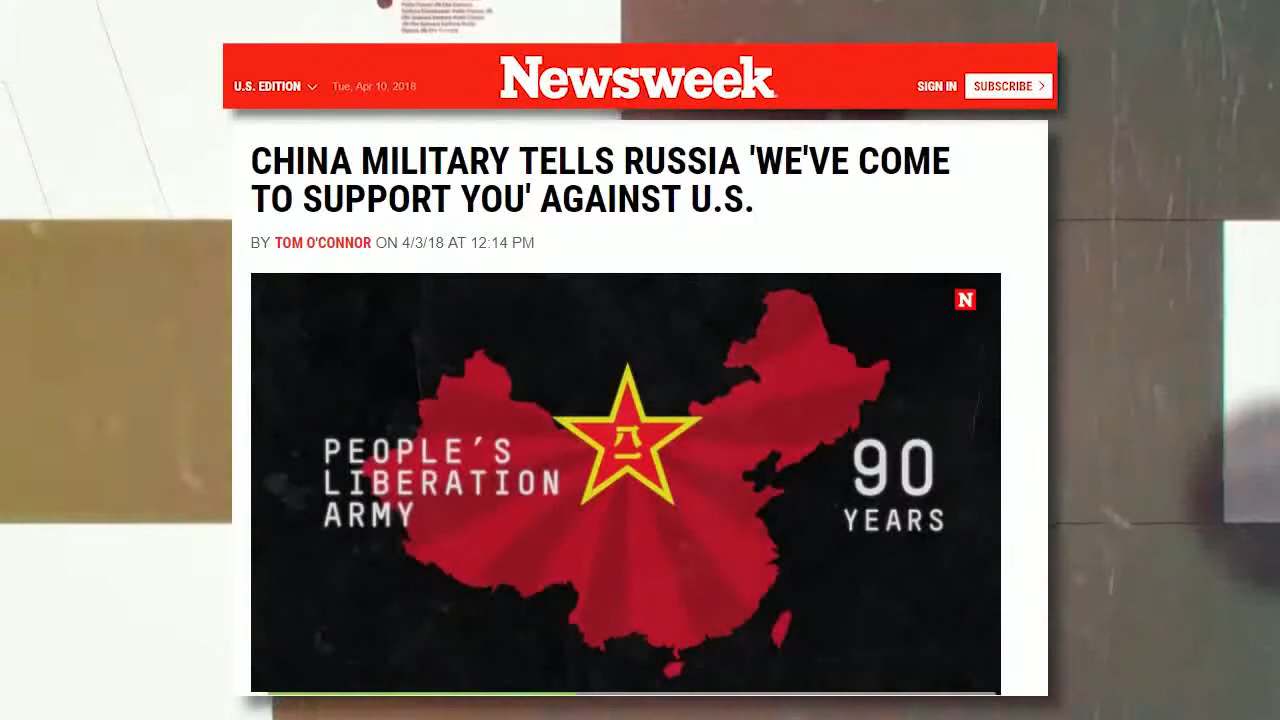 U.S. EDITION
Tue, Apr 10, 2018
Newsweek
SIGN IN
SUBSCRIBE
CHINA MILITARY TELLS RUSSIA 'WE'VE COME
TO SUPPORT YOU' AGAINST U.S.
BY TOM O'CONNOR ON 4/3/18 AT 12:14 PM
N
八一
PEOPLE´S
LIBERATION
ARMY
90
YEARS